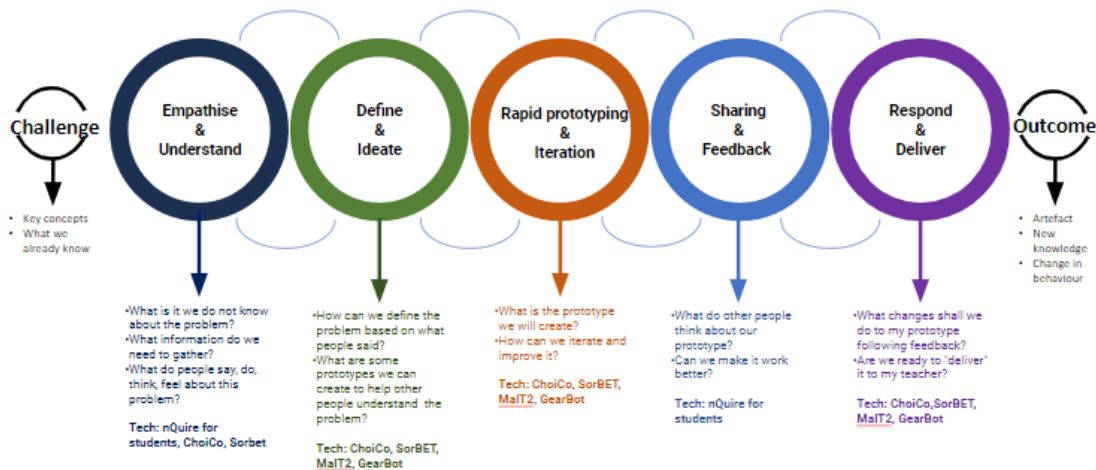 Challenge
• Key concepts
• What we
already know
Empathise
&
Understand
•What is it we do not know
about the problem?
•What information do we
need to gather?
•What do people say, do,
think, feel about this
problem?
Tech: nQuire for
students, ChoiCo, Sorbet
Define
&
Ideate
•How can we define the
problem based on what
people said?
•What are some
prototypes we can
create to help other
people understand the
problem?
Tech: ChoiCo, SorBET,
MaIT2, GearBot
Rapid prototyping
&
Iteration
•What is the prototype
we will create?
•How can we iterate and
improve it?
Tech: ChoiCo, SorBET,
MaIT2, GearBot
Sharing
&
Feedback
•What do other people
think about our
prototype?
•Can we make it work
better?
Tech: nQuire for
students
Respond
&
Deliver
•What changes shall we
do to my prototype
following feedback?
•Are we ready to "deliver"
it to my teacher?
Tech: ChoiCo,SorBET,
MaIT2, GearBot
Outcome
• Artefact
• New
knowledge
• Change in
behaviour